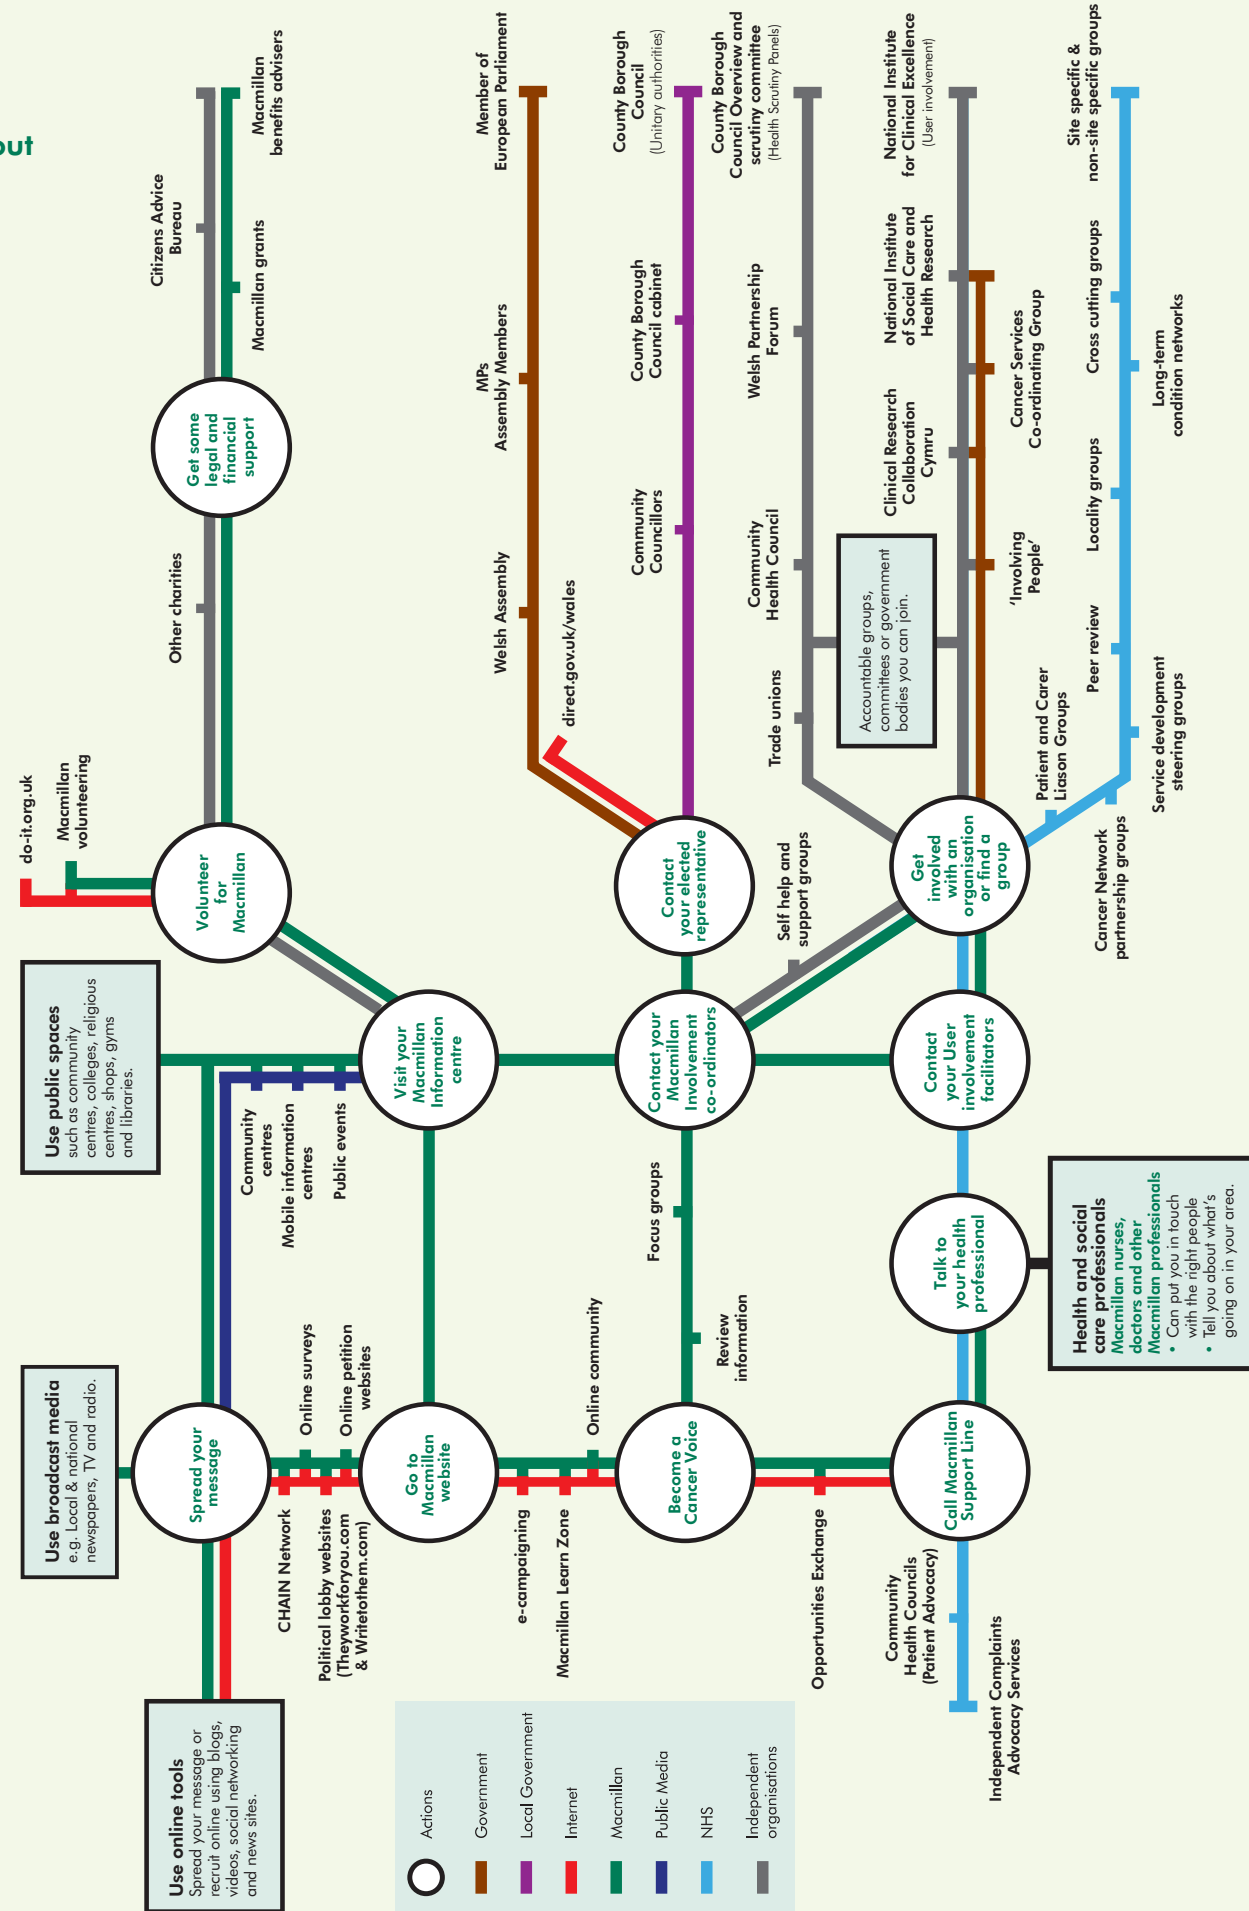 out
Use online tools
Spread your message or
recruit online using blogs,
videos, social networking
and news sites.
Use broadcast media
e.g. Local & national
newspapers, TV and radio.
Use public spaces
such as community
centres, colleges, religious
centres, shops, gyms
and libraries.
do-it.org.uk
Macmillan
volunteering
Spread your
message
Volunteer
for
Macmillan
Other charities
Get some
legal and
financial
support
Citizens Advice
Bureau
Macmillan grants
Macmillan
benefits advisers
CHAIN Network
Political lobby websites
(Theyworkforyou.com
& Writetothem.com)
Online surveys
Online petition
websites
Community
centres
Mobile information
centres
Public events
Go to
Macmillan
website
Visit your
Macmillan
Information
centre
e-campaigning
Macmillan Learn Zone
Online community
Welsh Assembly
MPs
Assembly Members
Member of
European Parliament
direct.gov.uk/wales
Become a
Cancer Voice
Review
information
Focus groups
Contact your
Macmillan
Involvement
co-ordinators
Contact
your elected
representative
Community
Councillors
County Borough
Council cabinet
County Borough
Council
(Unitary authorities)
Opportunities Exchange
Self help and
support groups
Trade unions
Community
Health Council
Welsh Partnership
Forum
County Borough
Council Overview and
scrutiny committee
(Health Scrutiny Panels)
Accountable groups,
committees or government
bodies you can join.
Community
Health Councils
(Patient Advocacy)
Independent Complaints
Advocacy Services
Call Macmillan
Support Line
Talk to
your health
professional
Contact
your User
involvement
facilitators
Get
involved
with an
organisation
or find a
group
Clinical Research
Collaboration
Cymru
National Institute
of Social Care and
Health Research
National Institute
for Clinical Excellence
(User involvement)
‘Involving
People’
Cancer Services
Co-ordinating Group
Patient and Carer
Liason Groups
Cancer Network
partnership groups
Peer review
Service development
steering groups
Locality groups
Cross cutting groups
Long-term
condition networks
Site specific &
non-site specific groups
Health and social
care professionals
Macmillan nurses,
doctors and other
Macmillan professionals
• Can put you in touch
with the right people
• Tell you about what's
going on in your area.
Actions
Government
Local Government
Internet
Macmillan
Public Media
NHS
Independent
organisations